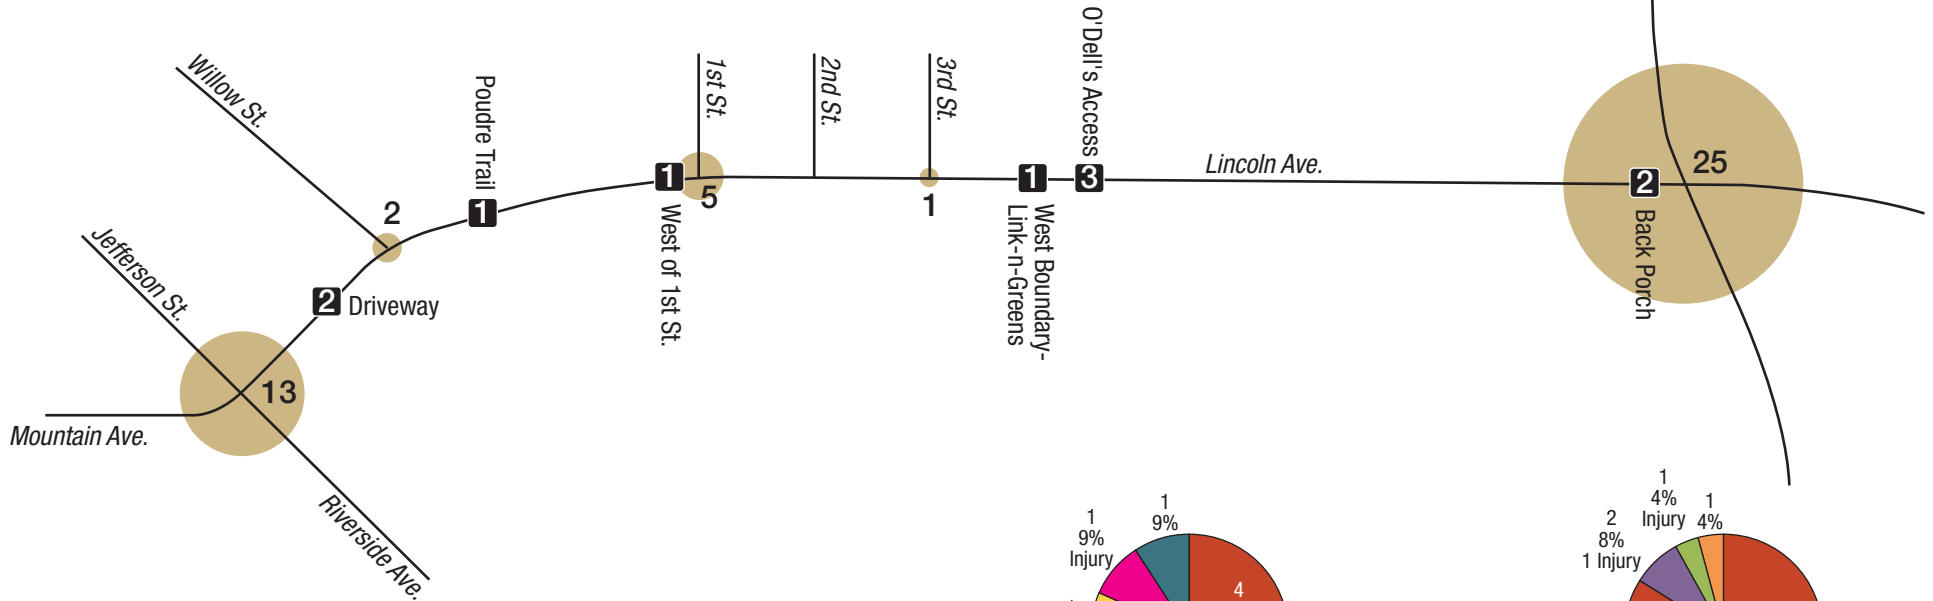 O'Dell's Access
Willow St.
Poudre Trail
1st St.
2nd St.
3rd St.
Lincoln Ave.
25
1
1
3
2
5
1
2
1
West of 1st St.
West Boundary-
Link-n-Greens
Back Porch
Jefferson St.
2
Driveway
13
Mountain Ave.
Riverside Ave.
1
9%
Injury
1
9%
4
2
8%
1 Injury
1
4%
Injury
1
4%